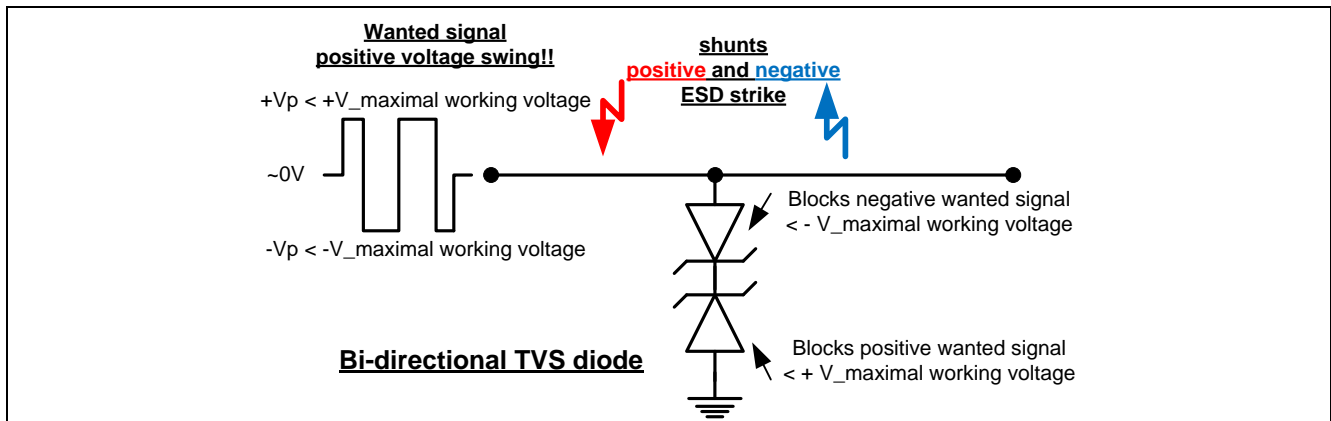 Wanted signal
positive voltage swing!!
shunts
positive and negative
ESD strike
+Vp < +V_maximal working voltage
~0V
-Vp < -V_maximal working voltage
Blocks negative wanted signal
< - V_maximal working voltage
Bi-directional TVS diode
Blocks positive wanted signal
< + V_maximal working voltage